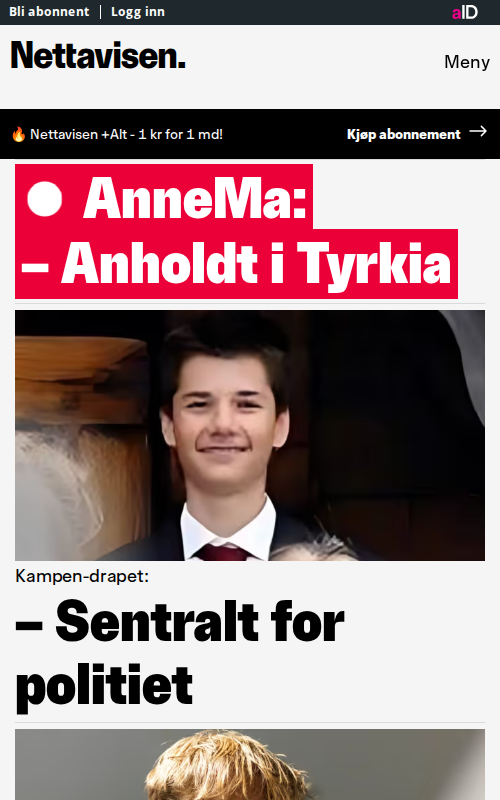 Bli abonnent | Logg inn
aID
Nettavisen.
Meny
🔥 Nettavisen +Alt - 1 kr for 1 md!
Kjøp abonnement →
AnneMa:
– Anholdt i Tyrkia
Kampen-drapet:
– Sentralt for
politiet